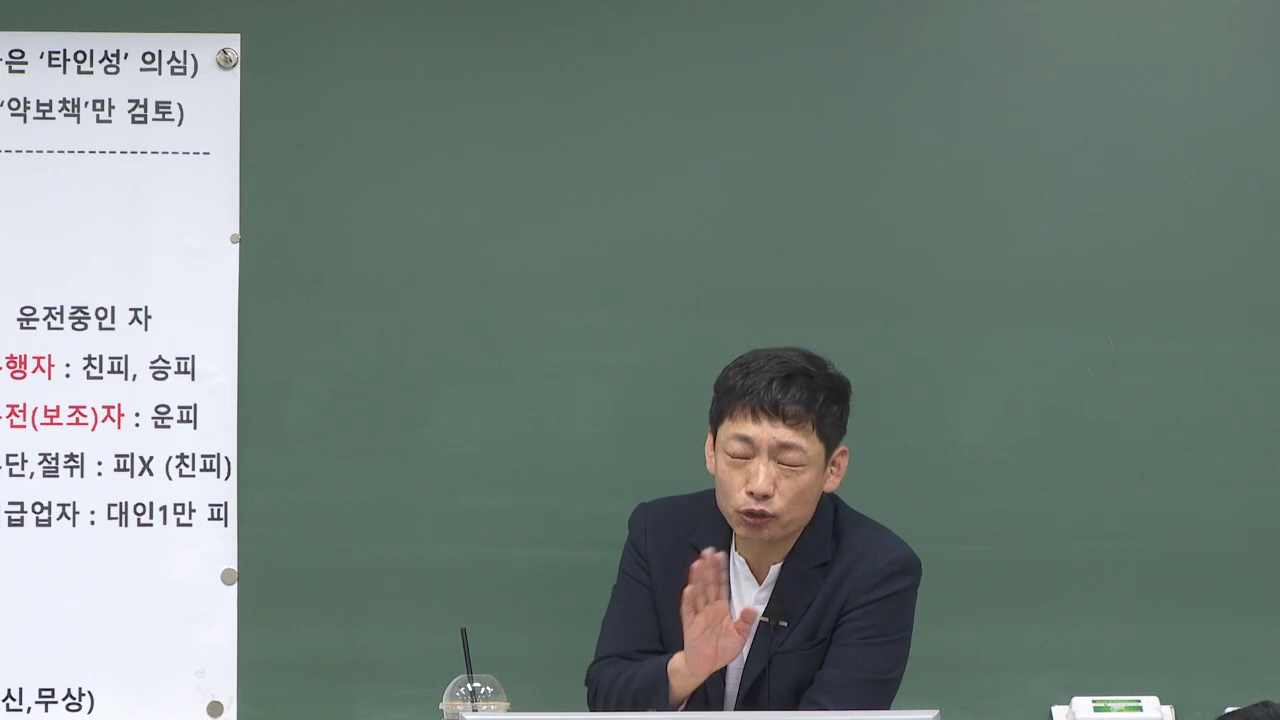 은 ‘타인성’ 의심)
‘약보책’만 검토)
---------------------
운전중인 자
행자 : 친피, 승피
전(보조)자 : 운피
단,절취 : 피X (친피)
급업자 : 대인1만 피
신,무상)